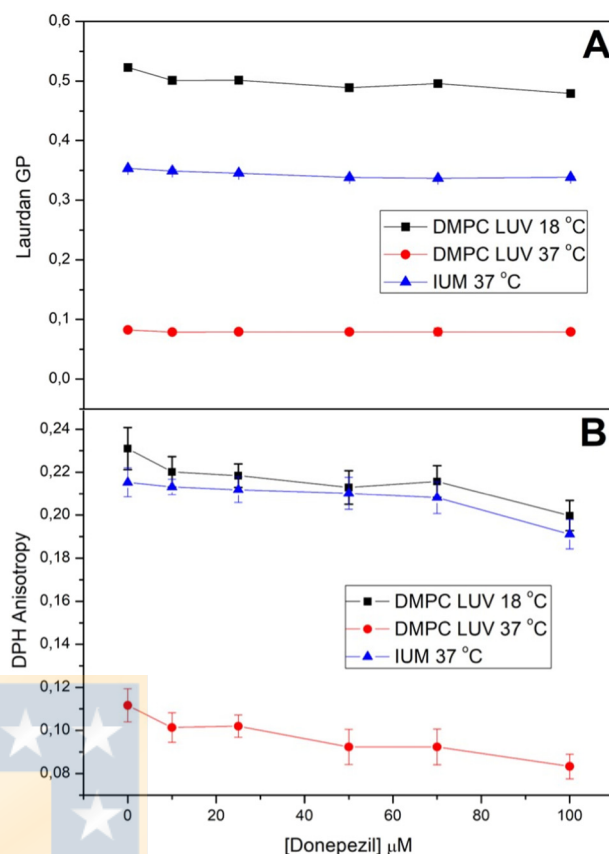 A
0,6
0,5
0,4
0,3
0,2
0,1
0,0
Laurdan GP
DMPC LUV 18 °C
DMPC LUV 37 °C
IUM 37 °C
B
0,24
0,22
0,20
0,18
0,16
0,14
0,12
0,10
0,08
DPH Anisotropy
DMPC LUV 18 °C
DMPC LUV 37 °C
IUM 37 °C
0 20 40 60 80 100
[Donepezil] µM